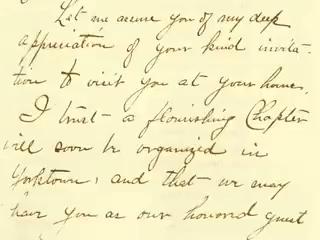 Let me assure you of my deep
appreciation of your kind invita-
tion to visit you at your home.
I trust a flourishing Chapter
will soon be organized in
Yorktown, and that we may
have you as our honored guest